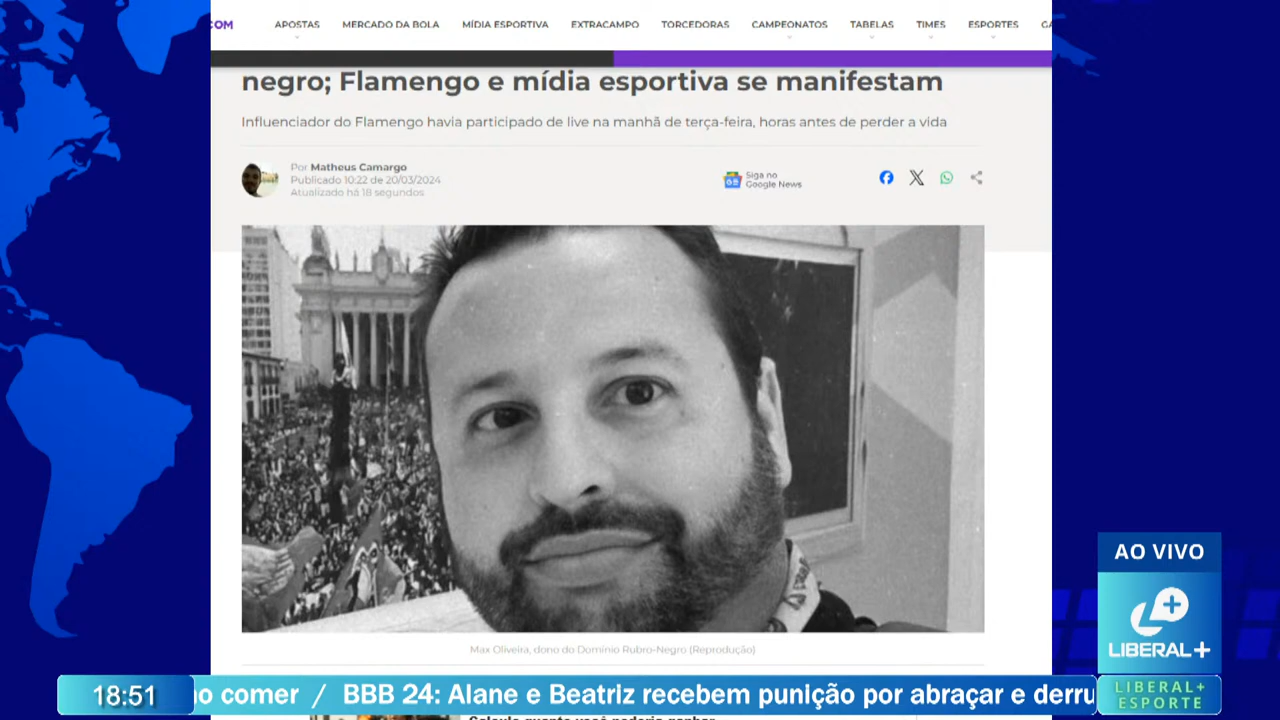 COM
APOSTAS
MERCADO DA BOLA
MÍDIA ESPORTIVA
EXTRACAMPO
TORCEDORAS
CAMPEONATOS
TABELAS
TIMES
ESPORTES
negro; Flamengo e mídia esportiva se manifestam
Influenciador do Flamengo havia participado de live na manhã de terça-feira, horas antes de perder a vida
Por Matheus Camargo
Publicado 10:22 de 20/03/2024
Atualizado há 18 segundos
Siga no
Google News
Max Oliveira, dono do Domínio Rubro-Negro (Reprodução)
AO VIVO
LIBERAL+
LIBERAL+
ESPORTE
18:51
no comer / BBB 24: Alane e Beatriz recebem punição por abraçar e derru